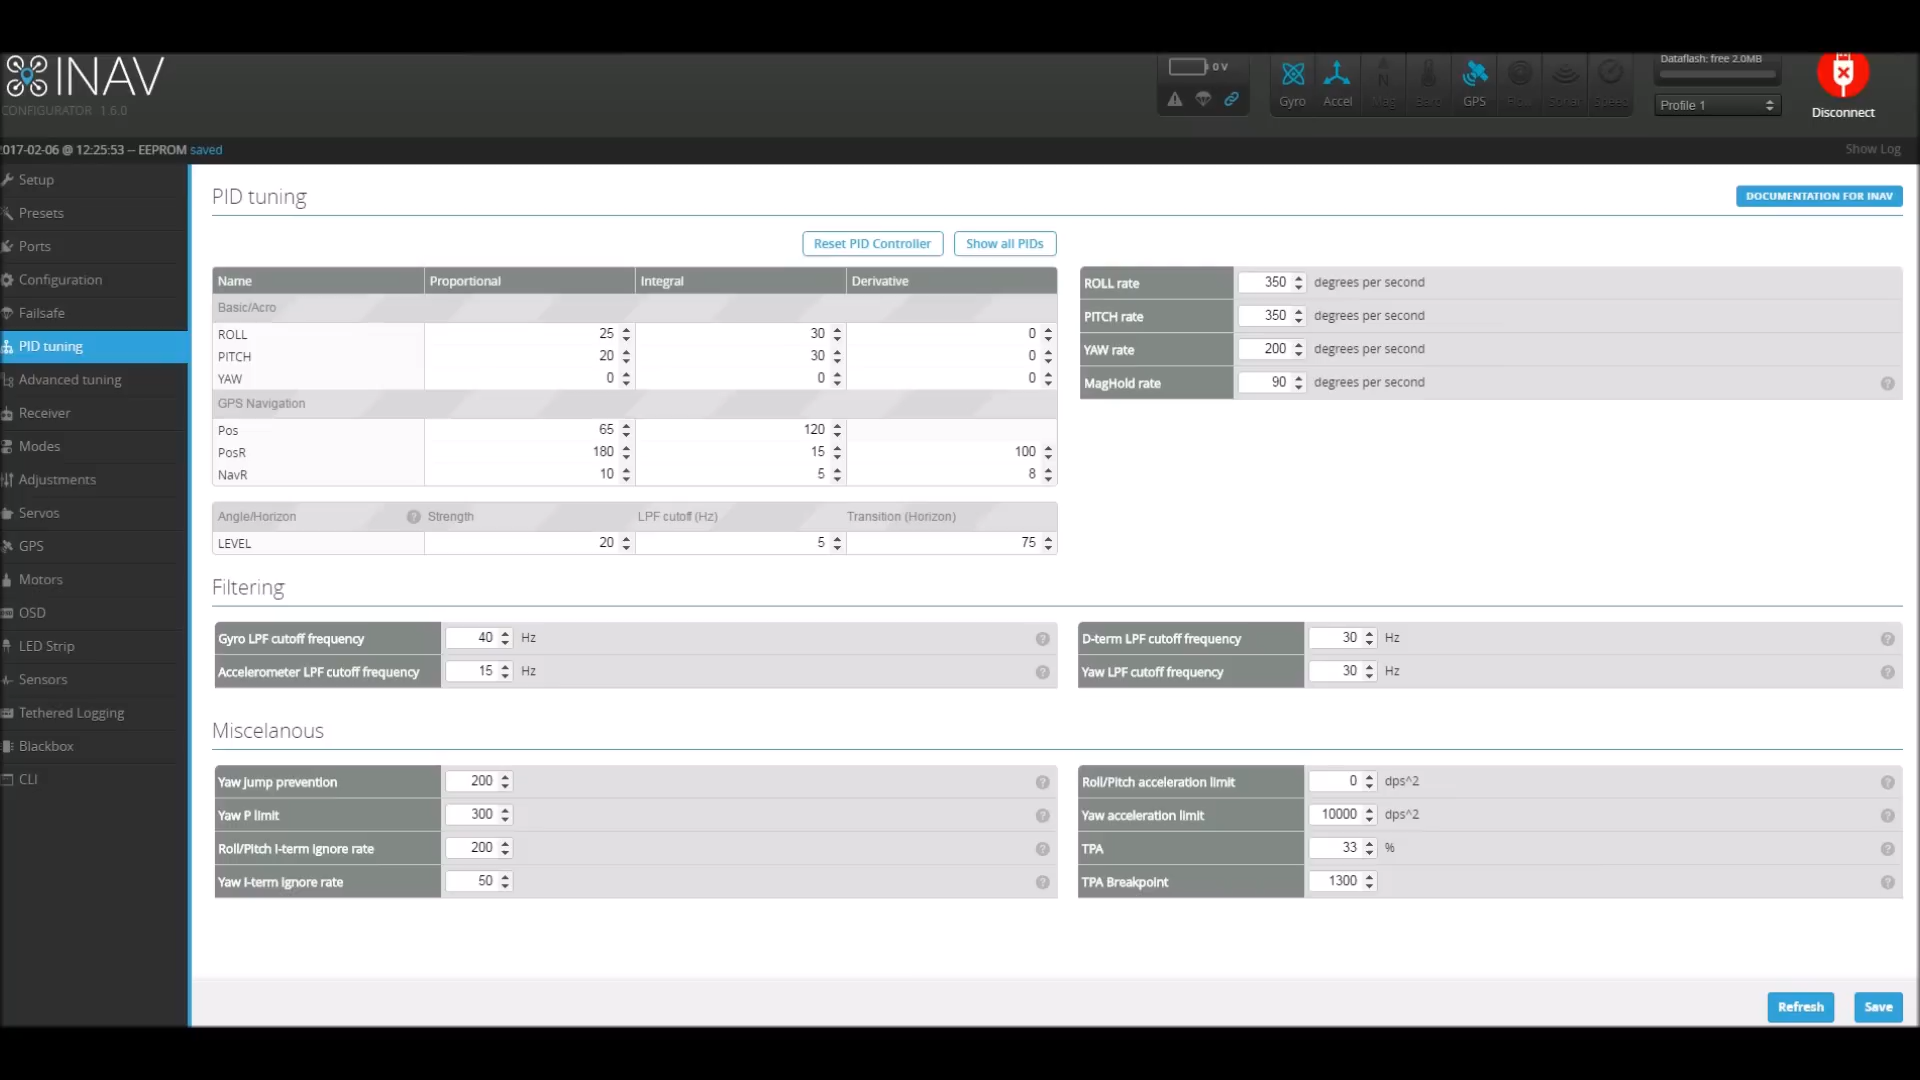 INAV
CONFIGURATOR 1.6.0
0 V
Gyro Accel Mag Baro GPS Flow Sonar Speed
Dataflash: free 2.0MB
Profile 1
Disconnect
017-02-06 @ 12:25:53 -- EEPROM saved
Show Log
Setup
Presets
Ports
Configuration
Failsafe
PID tuning
Advanced tuning
Receiver
Modes
Adjustments
Servos
GPS
Motors
OSD
LED Strip
Sensors
Tethered Logging
Blackbox
CLI
PID tuning
DOCUMENTATION FOR INAV
Reset PID Controller Show all PIDs
Name Proportional Integral Derivative
Basic/Acro
ROLL 25 30 0
PITCH 20 30 0
YAW 0 0 0
GPS Navigation
Pos 65 120
PosR 180 15 100
NavR 10 5 8
Angle/Horizon Strength LPF cutoff (Hz) Transition (Horizon)
LEVEL 20 5 75
ROLL rate 350 degrees per second
PITCH rate 350 degrees per second
YAW rate 200 degrees per second
MagHold rate 90 degrees per second
Filtering
Gyro LPF cutoff frequency 40 Hz
Accelerometer LPF cutoff frequency 15 Hz
D-term LPF cutoff frequency 30 Hz
Yaw LPF cutoff frequency 30 Hz
Miscelanous
Yaw jump prevention 200
Yaw P limit 300
Roll/Pitch I-term ignore rate 200
Yaw I-term ignore rate 50
Roll/Pitch acceleration limit 0 dps^2
Yaw acceleration limit 10000 dps^2
TPA 33 %
TPA Breakpoint 1300
Refresh Save